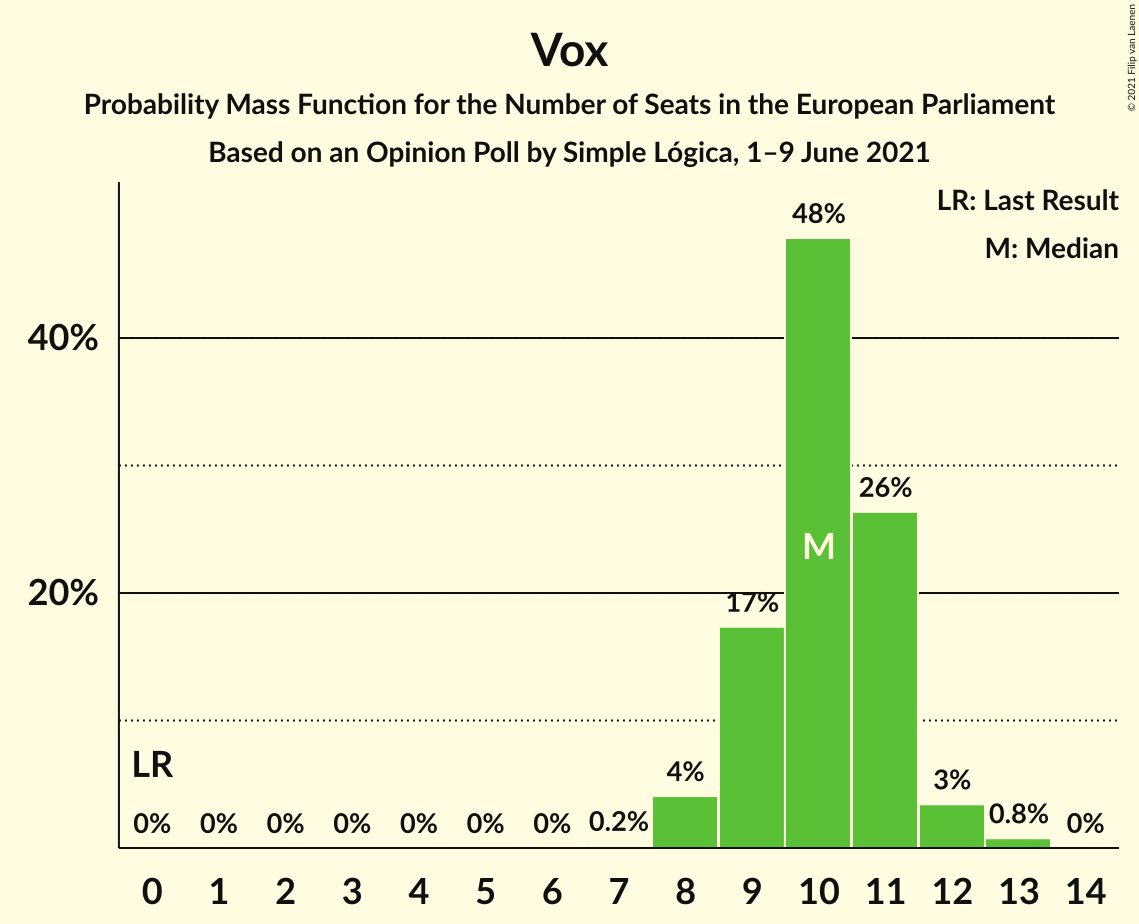 Vox
Probability Mass Function for the Number of Seats in the European Parliament
Based on an Opinion Poll by Simple Lógica, 1–9 June 2021
© 2021 Filip van Laenen
LR: Last Result
M: Median
48%
40%
26%
M
20%
17%
LR
4%
3%
0% 0% 0% 0% 0% 0% 0% 0.2% 0.8% 0%
0 1 2 3 4 5 6 7 8 9 10 11 12 13 14